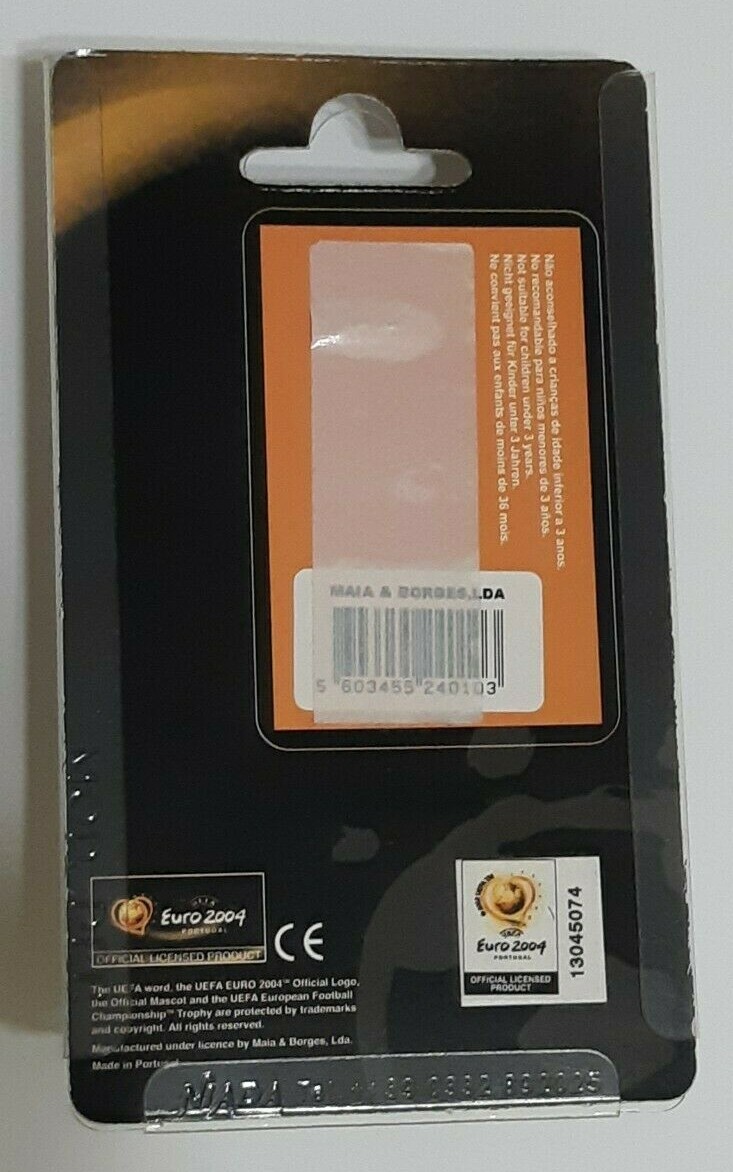 Não aconselhado a crianças de idade inferior a 3 anos.
No recomandable para niños menores de 3 años.
Not suitable for children under 3 years.
Nicht geeignet für Kinder unter 3 Jahren.
Ne convient pas aux enfants de moins de 36 mois.
MAIA & BORGES,LDA
5 603455 240103
UEFA
Euro 2004
PORTUGAL
OFFICIAL LICENSED PRODUCT
CE
UEFA
Euro 2004
PORTUGAL
OFFICIAL LICENSED
PRODUCT
13045074
The UEFA word, the UEFA EURO 2004™ Official Logo,
the Official Mascot and the UEFA European Football
Championship™ Trophy are protected by trademarks
and copyright. All rights reserved.
Manufactured under licence by Maia & Borges, Lda.
Made in Portugal